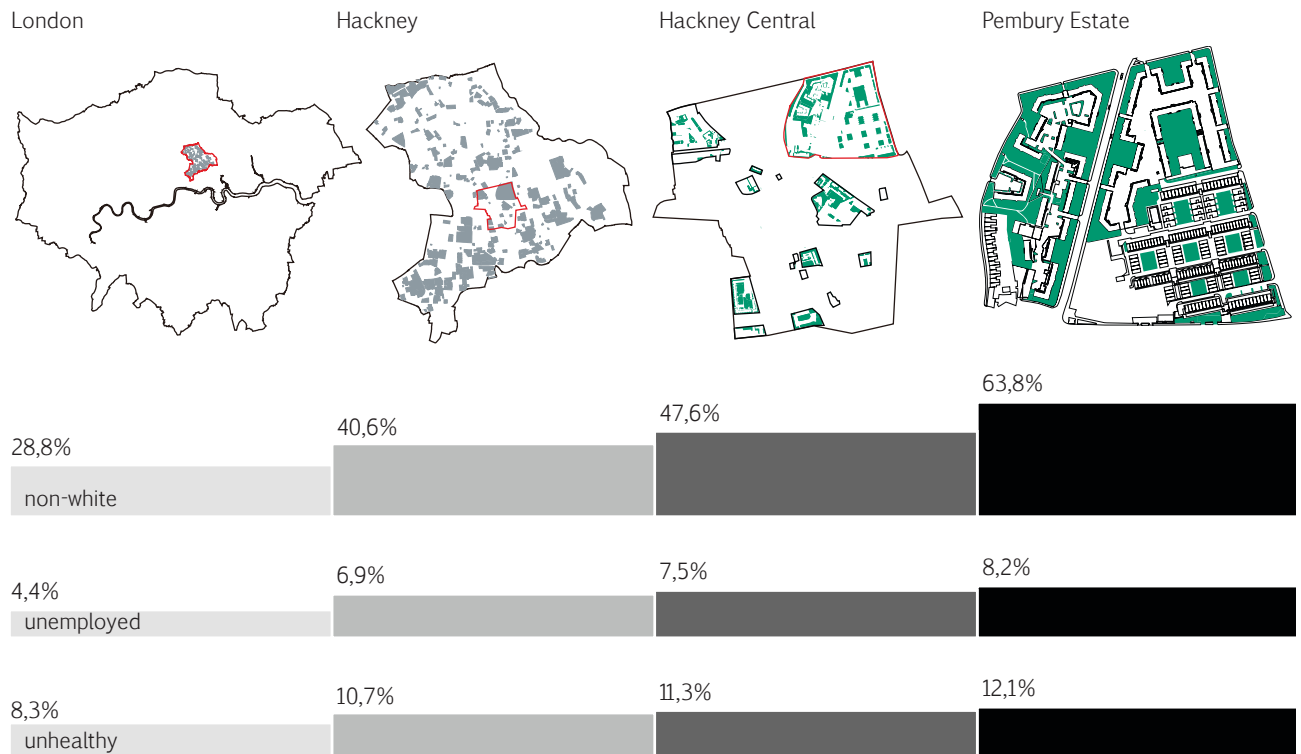 London
Hackney
Hackney Central
Pembury Estate
28,8%
40,6%
47,6%
63,8%
non-white
4,4%
6,9%
7,5%
8,2%
unemployed
8,3%
10,7%
11,3%
12,1%
unhealthy